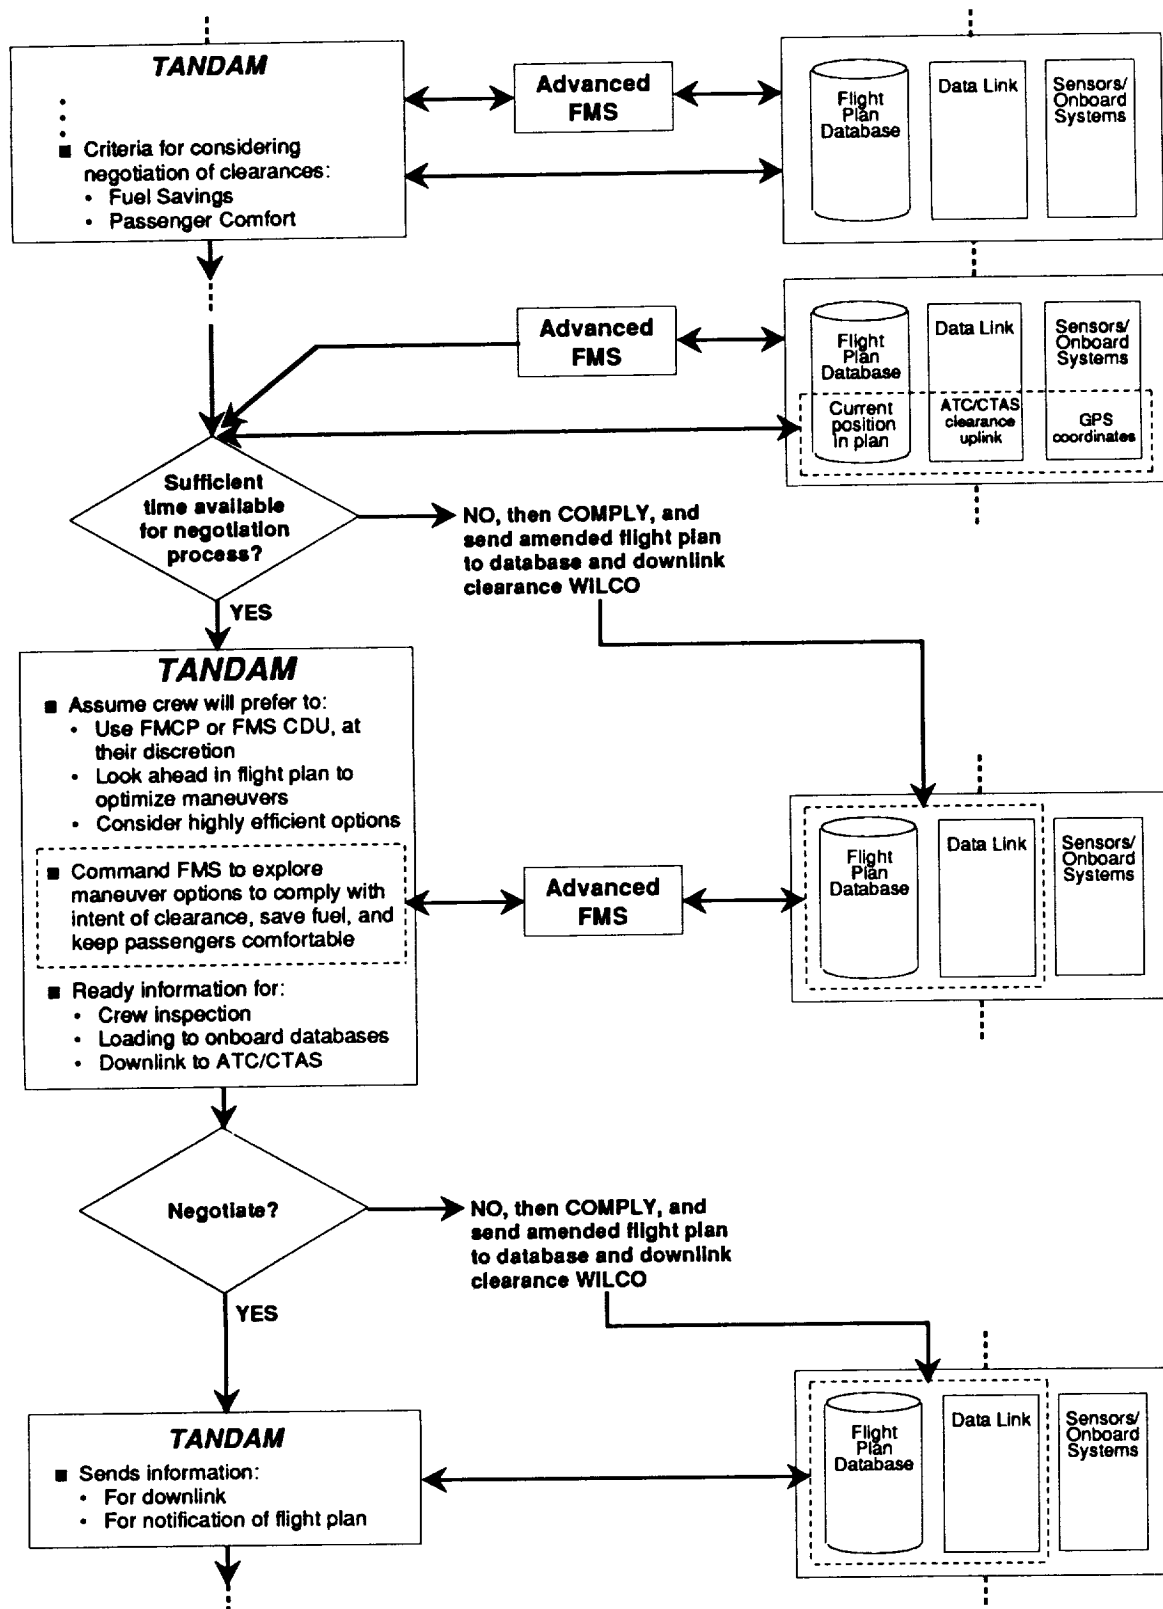 TANDAM
■ Criteria for considering
negotiation of clearances:
• Fuel Savings
• Passenger Comfort
Advanced
FMS
Flight
Plan
Database
Data Link
Sensors/
Onboard
Systems
Advanced
FMS
Flight
Plan
Database
Current
position
in plan
Data Link
ATC/CTAS
clearance
uplink
Sensors/
Onboard
Systems
GPS
coordinates
Sufficient
time available
for negotiation
process?
NO, then COMPLY, and
send amended flight plan
to database and downlink
clearance WILCO
YES
TANDAM
■ Assume crew will prefer to:
• Use FMCP or FMS CDU, at
their discretion
• Look ahead in flight plan to
optimize maneuvers
• Consider highly efficient options
■ Command FMS to explore
maneuver options to comply with
intent of clearance, save fuel, and
keep passengers comfortable
■ Ready information for:
• Crew inspection
• Loading to onboard databases
• Downlink to ATC/CTAS
Advanced
FMS
Flight
Plan
Database
Data Link
Sensors/
Onboard
Systems
Negotiate?
NO, then COMPLY, and
send amended flight plan
to database and downlink
clearance WILCO
YES
TANDAM
■ Sends information:
• For downlink
• For notification of flight plan
Flight
Plan
Database
Data Link
Sensors/
Onboard
Systems